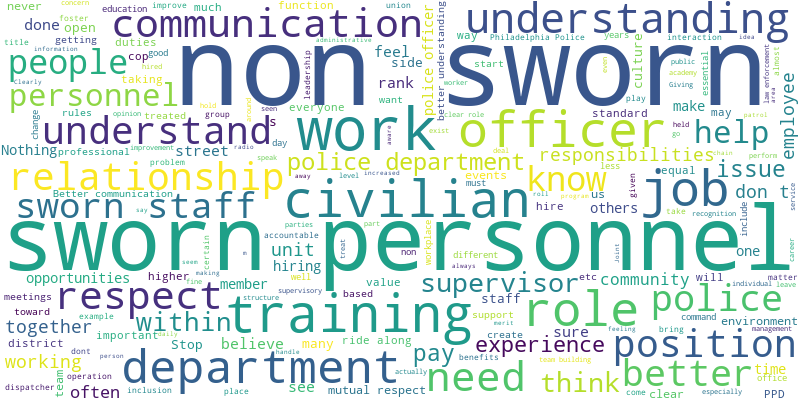 never
concern
education
improve
much
function
union
understanding
done
foster
open
communication
police officer
better understanding
way
Philadelphia Police
years
interaction
idea
title
information
getting
duties
cop
administrative
good
non
sworn
leadership
feel
side
start
culture
public
almost
people
hired
rank
even
academy
law enforcement
Clearly
taking
want
worker
play
essential
Giving
area
personnel
hold
opinion
group
seen
everyone
clear role
standard
make
may
patrol
employee
change
rules
treated
around
s
work
officer
held
go
understand
aware
exist
help
Nothing
professional
improvement
radio
day
deal
chain
perform
street
police department
responsibilities
problem
speak
less
equal
issue
relationship
away
level
increased
events
know
us
job
don t
Better communication
must
roll
program
given
hire
others
take
recognition
include
service
sworn staff
say
civilian
parties
part
sworn personnel
certain
accountable
workplace
different
joint
one
career
seem
m
unit
treat
non
always
opportunities
higher
making
fine
hiring
well
etc
community
will
matter
member
value
supervisor
individual
leave
meetings
respect
structure
supervisory
based
staff
role
police
toward
example
training
support
command
environment
together
within
merit
create
sure
feeling
bring
management
district
important
daily
ride along
experience
position
working
dont
Stop
believe
many
pay
team building
time
person
department
handle
benefits
better
office
team
operation
actually
need
think
dispatcher
often
inclusion
place
see
mutual respect
come
clear
especially
PPD